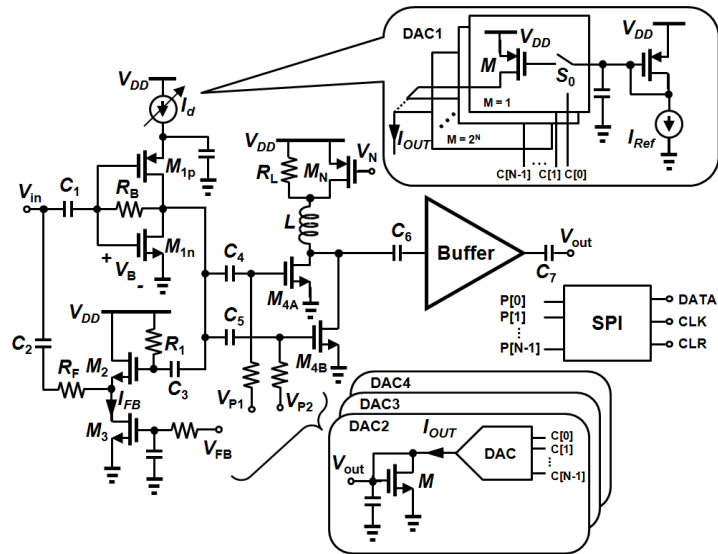 DAC1
V_DD
V_DD
M
S_0
M = 1
M = 2^N
I_OUT
I_Ref
C[N-1]
...
C[1]
C[0]
V_DD
I_d
V_DD
V_N
R_L
M_N
M_1p
V_in
C_1
R_B
L
M_1n
+
V_B
-
C_4
M_4A
C_6
Buffer
V_out
C_7
C_5
M_4B
P[0]
P[1]
P[N-1]
SPI
DATA
CLK
CLR
V_DD
C_2
R_1
M_2
C_3
R_F
I_FB
V_P1
V_P2
M_3
V_FB
DAC4
DAC3
DAC2
I_OUT
V_out
M
DAC
C[0]
C[1]
C[N-1]